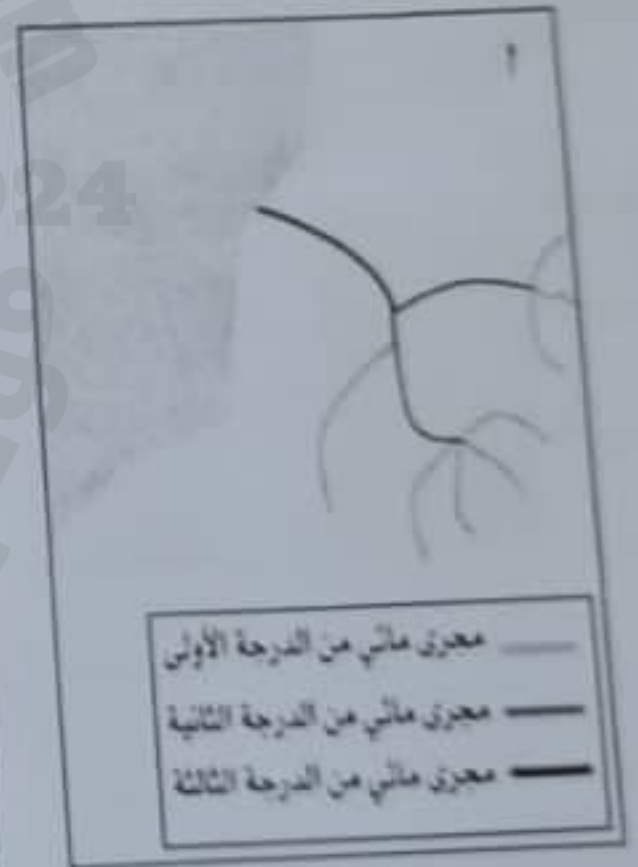 أ
مجرى مائي من الدرجة الأولى
مجرى مائي من الدرجة الثانية
مجرى مائي من الدرجة الثالثة